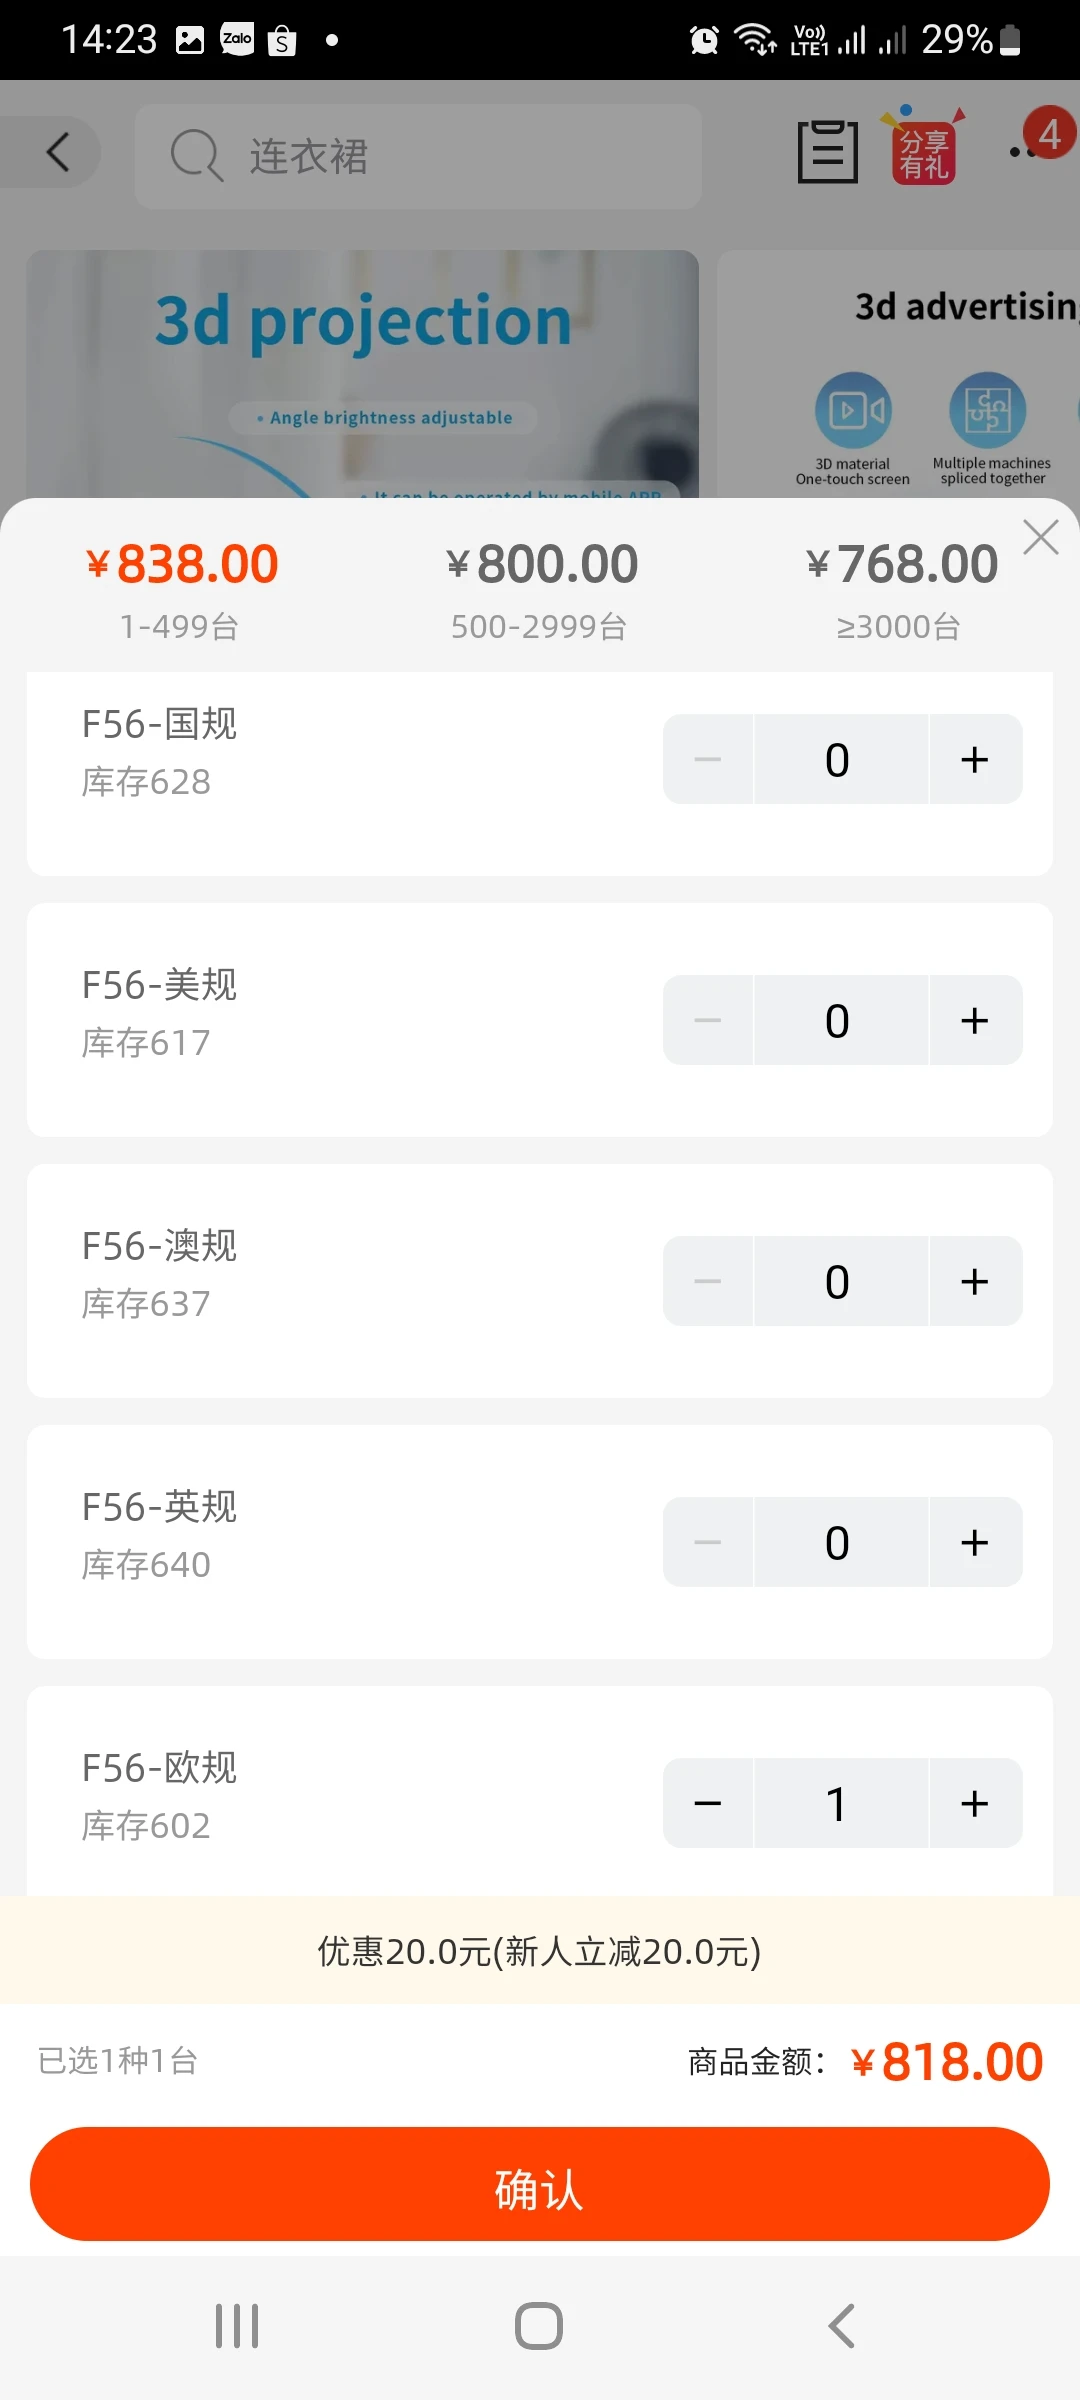 14:23 Zalo S Vo)) LTE1 29%
连衣裙
分享
有礼
4
3d projection
• Angle brightness adjustable
• It can be operated by mobile APP
3d advertising
3D material
One-touch screen
Multiple machines
spliced together
¥838.00
1-499台
¥800.00
500-2999台
¥768.00
≥3000台
F56-国规
库存628
0
F56-美规
库存617
0
F56-澳规
库存637
0
F56-英规
库存640
0
F56-欧规
库存602
1
优惠20.0元(新人立减20.0元)
已选1种1台
商品金额：¥818.00
确认